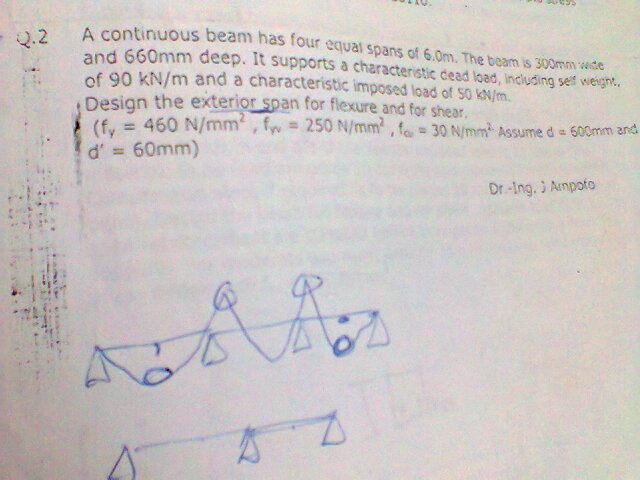 stress
Q.2 A continuous beam has four equal spans of 6.0m. The beam is 300mm wide
and 660mm deep. It supports a characteristic dead load, including self weight,
of 90 kN/m and a characteristic imposed load of 50 kN/m.
Design the exterior span for flexure and for shear.
(fy = 460 N/mm², fyv = 250 N/mm², fcu = 30 N/mm² Assume d = 600mm and
d' = 60mm)
Dr.-Ing. J Ampofo